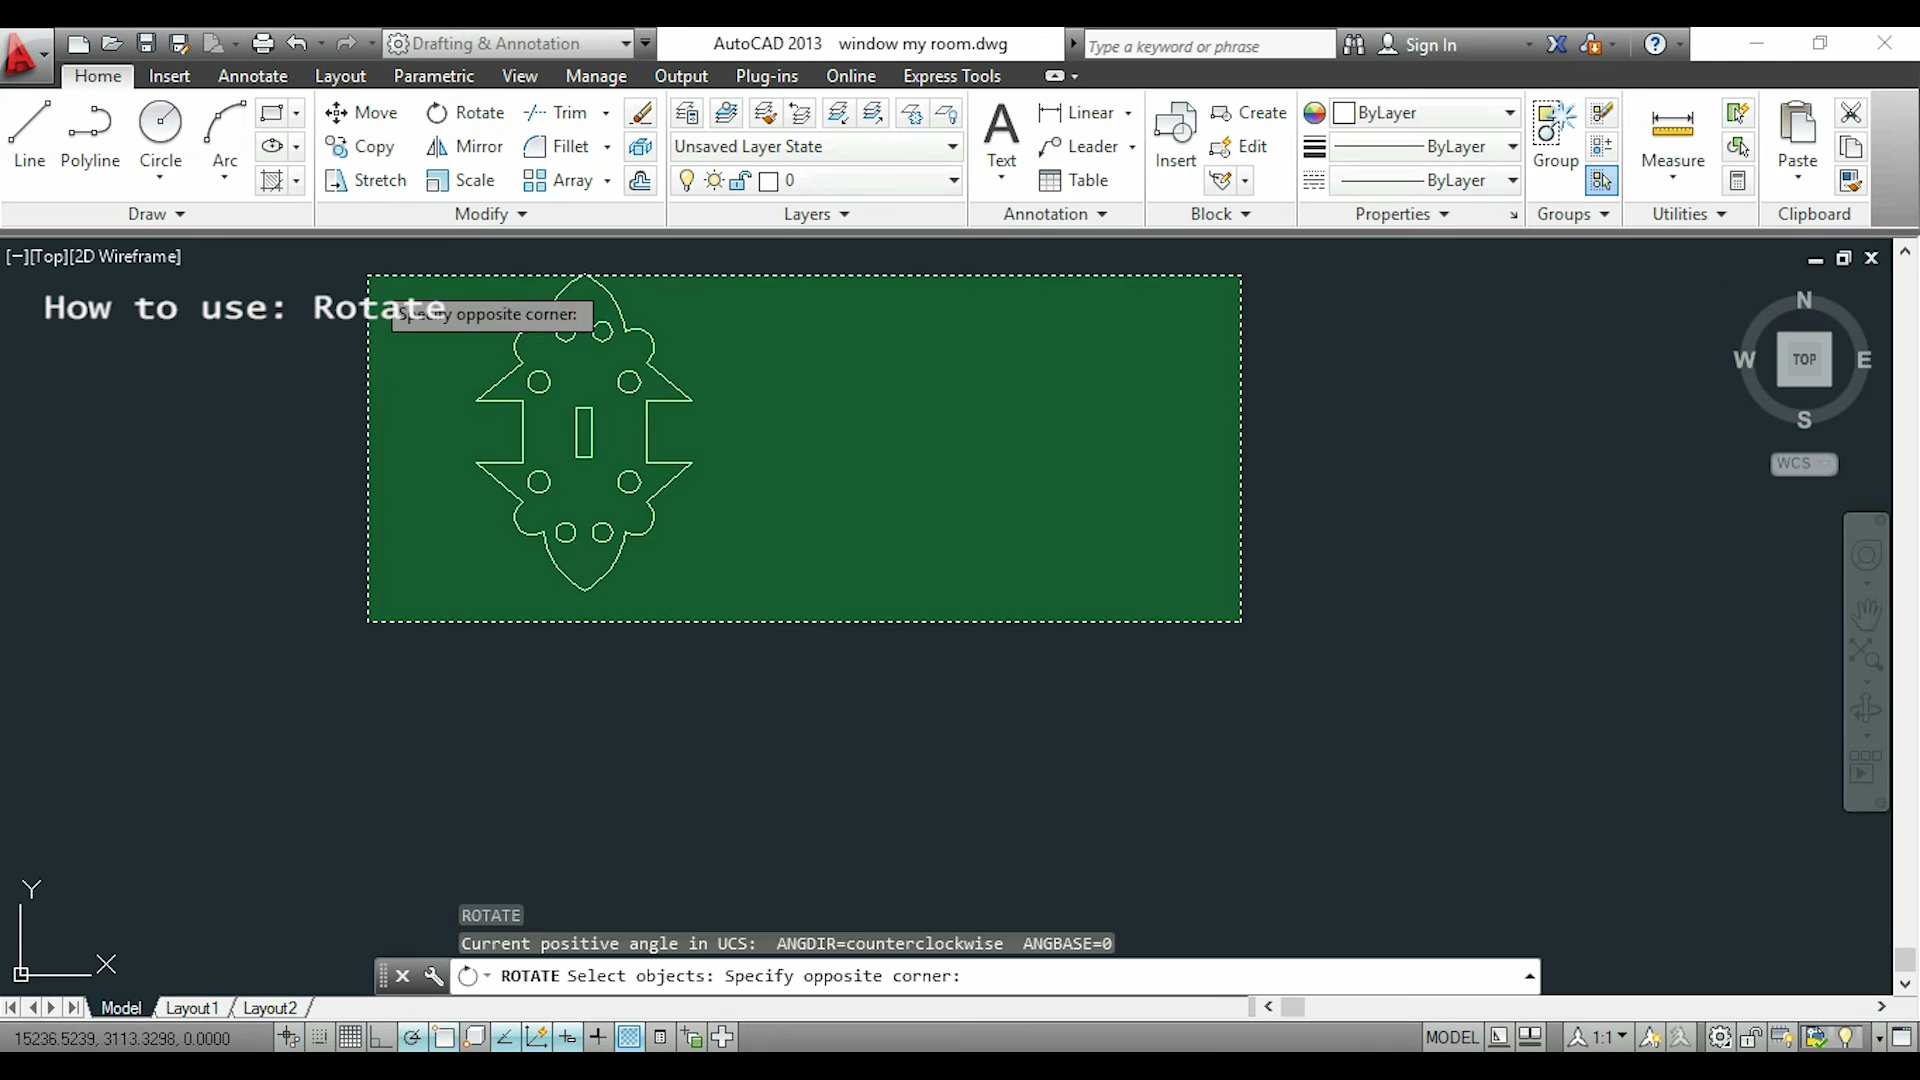 Drafting & Annotation
AutoCAD 2013 window my room.dwg
Type a keyword or phrase
Sign In
Home Insert Annotate Layout Parametric View Manage Output Plug-ins Online Express Tools
Line Polyline Circle Arc
Move Rotate Trim
Copy Mirror Fillet
Stretch Scale Array
Unsaved Layer State
0
Text
Linear
Leader
Table
Insert
Create
Edit
ByLayer
ByLayer
ByLayer
Group
Measure
Paste
Draw Modify Layers Annotation Block Properties Groups Utilities Clipboard
[−][Top][2D Wireframe]
How to use: Rotate
Specify opposite corner:
N
W TOP E
S
WCS
Y
X
ROTATE
Current positive angle in UCS: ANGDIR=counterclockwise ANGBASE=0
ROTATE Select objects: Specify opposite corner:
Model Layout1 Layout2
15236.5239, 3113.3298, 0.0000
MODEL
1:1